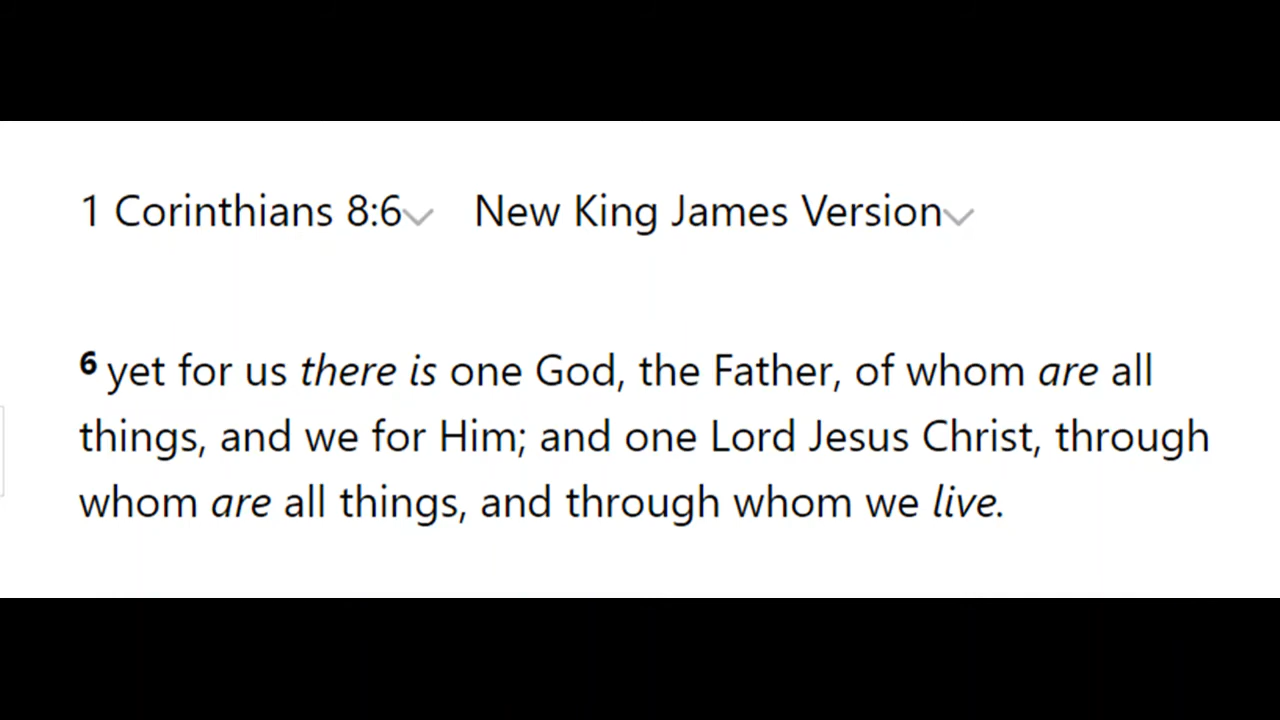 1 Corinthians 8:6 New King James Version
6 yet for us there is one God, the Father, of whom are all
things, and we for Him; and one Lord Jesus Christ, through
whom are all things, and through whom we live.